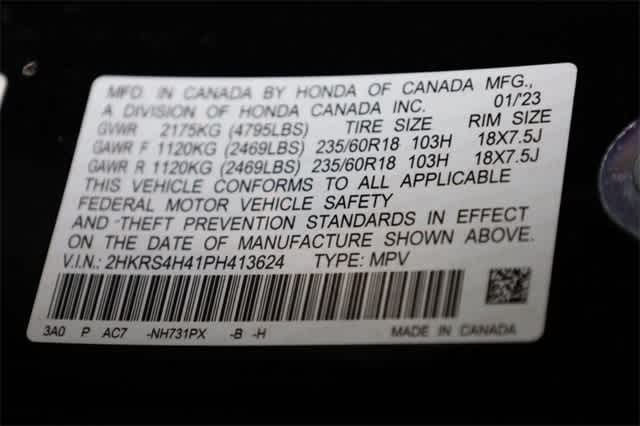 MFD IN CANADA BY HONDA OF CANADA MFG.,
A DIVISION OF HONDA CANADA INC. 01/'23
GVWR 2175KG (4795LBS) TIRE SIZE RIM SIZE
GAWR F 1120KG (2469LBS) 235/60R18 103H 18X7.5J
GAWR R 1120KG (2469LBS) 235/60R18 103H 18X7.5J
THIS VEHICLE CONFORMS TO ALL APPLICABLE
FEDERAL MOTOR VEHICLE SAFETY
AND THEFT PREVENTION STANDARDS IN EFFECT
ON THE DATE OF MANUFACTURE SHOWN ABOVE.
V.I.N.: 2HKRS4H41PH413624 TYPE: MPV
3A0 P AC7 -NH731PX -B -H MADE IN CANADA